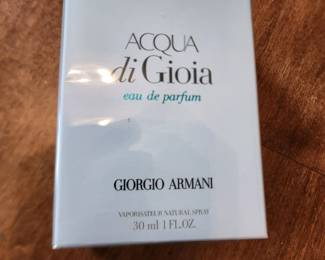 ACQUA
di Gioia
eau de parfum
GIORGIO ARMANI
VAPORISATEUR NATURAL SPRAY
30 ml 1 FL.OZ.